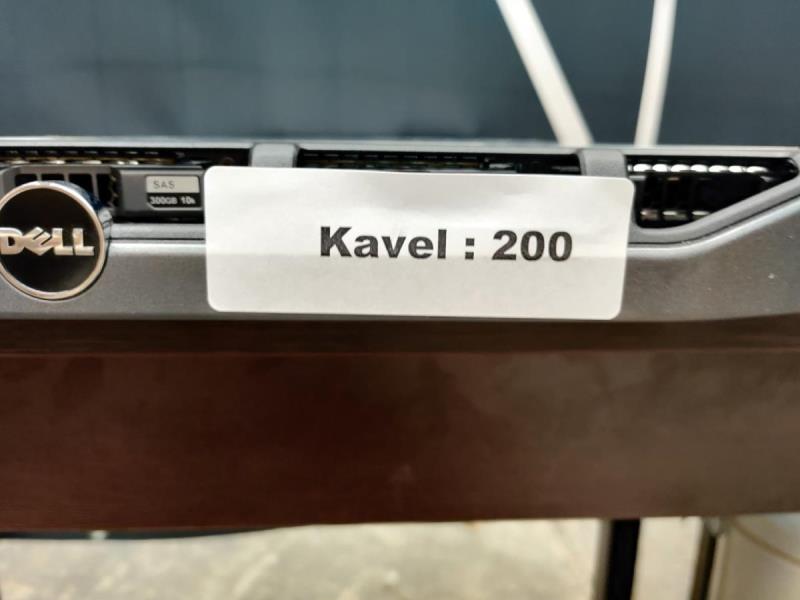 SAS
300GB 10k
DELL
Kavel : 200